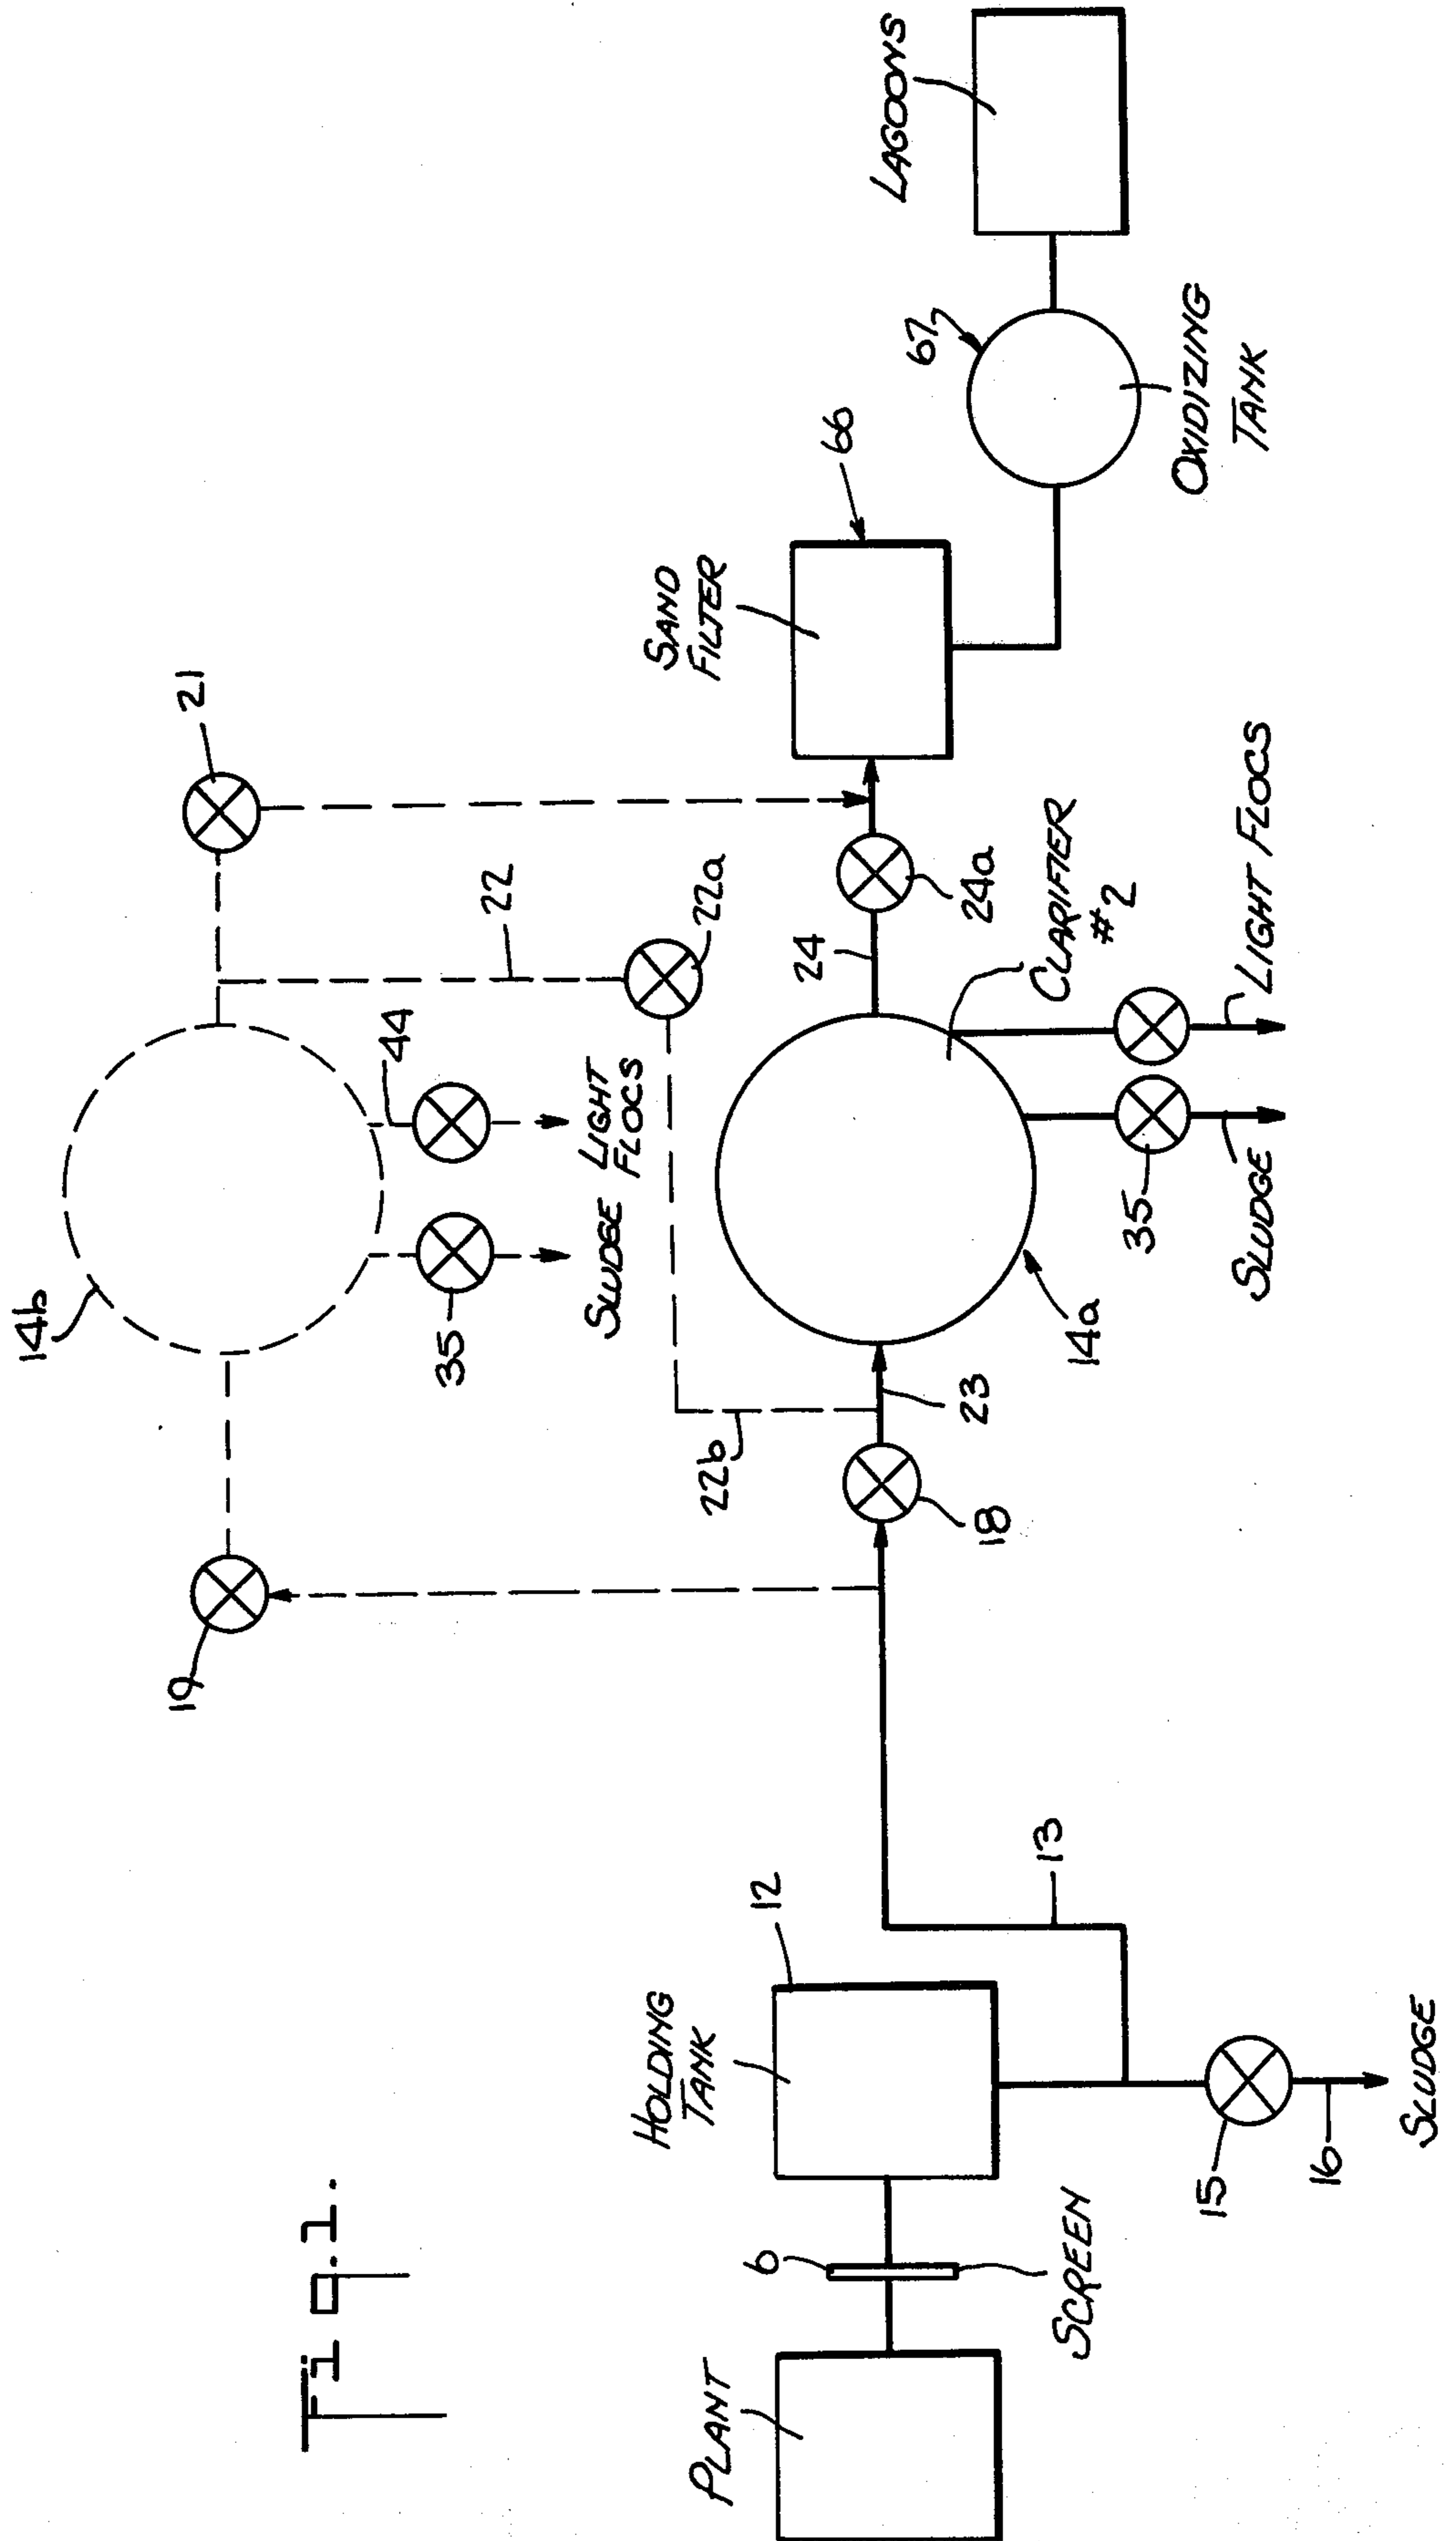 Fig.1.
14b
19
21
35
44
22
SLUDGE
LIGHT
FLOCS
22a
22b
PLANT
6
SCREEN
HOLDING
TANK
12
13
15
16
SLUDGE
18
23
14a
24
24a
CLARIFIER
#2
35
SLUDGE
LIGHT FLOCS
SAND
FILTER
66
67
OXIDIZING
TANK
LAGOONS